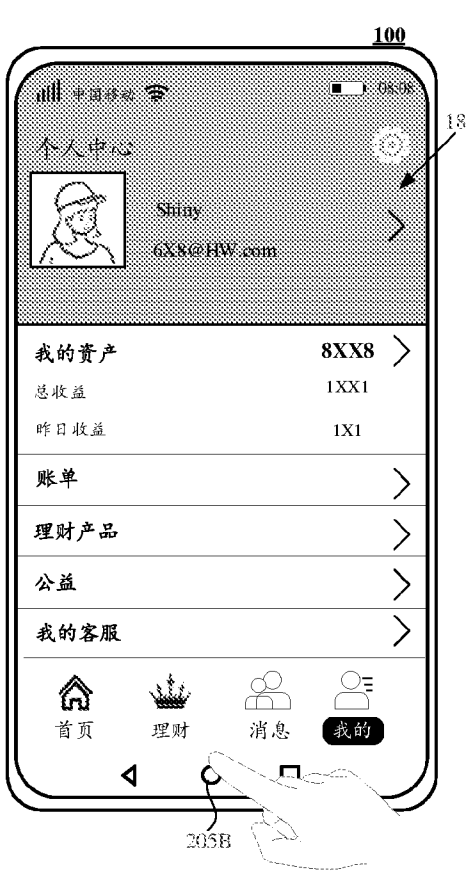 100
中国移动 08:08
个人中心
18
Shiny
6X8@HW.com
我的资产 8XX8
总收益 1XX1
昨日收益 1X1
账单
理财产品
公益
我的客服
首页 理财 消息 我的
205B